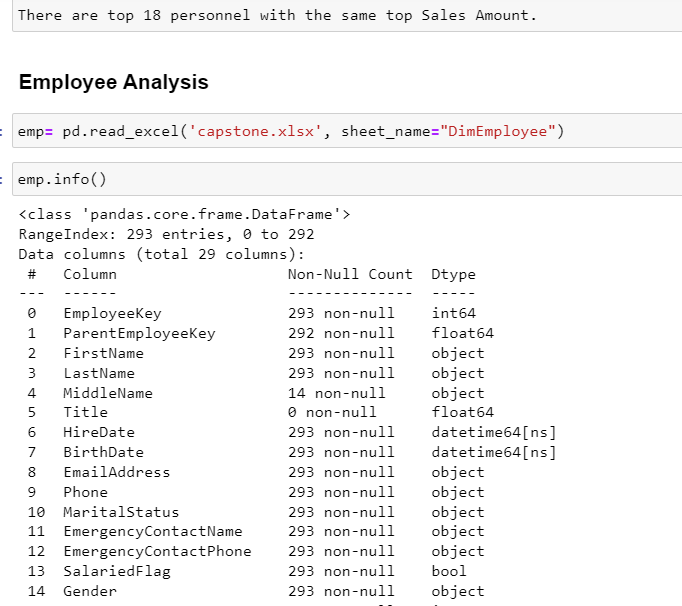 There are top 18 personnel with the same top Sales Amount.
Employee Analysis
: emp= pd.read_excel('capstone.xlsx', sheet_name="DimEmployee")
: emp.info()
<class 'pandas.core.frame.DataFrame'>
RangeIndex: 293 entries, 0 to 292
Data columns (total 29 columns):
 #   Column                    Non-Null Count  Dtype
---  ------                    --------------  -----
 0   EmployeeKey               293 non-null    int64
 1   ParentEmployeeKey         292 non-null    float64
 2   FirstName                 293 non-null    object
 3   LastName                  293 non-null    object
 4   MiddleName                14 non-null     object
 5   Title                     0 non-null      float64
 6   HireDate                  293 non-null    datetime64[ns]
 7   BirthDate                 293 non-null    datetime64[ns]
 8   EmailAddress              293 non-null    object
 9   Phone                     293 non-null    object
 10  MaritalStatus             293 non-null    object
 11  EmergencyContactName      293 non-null    object
 12  EmergencyContactPhone     293 non-null    object
 13  SalariedFlag              293 non-null    bool
 14  Gender                    293 non-null    object